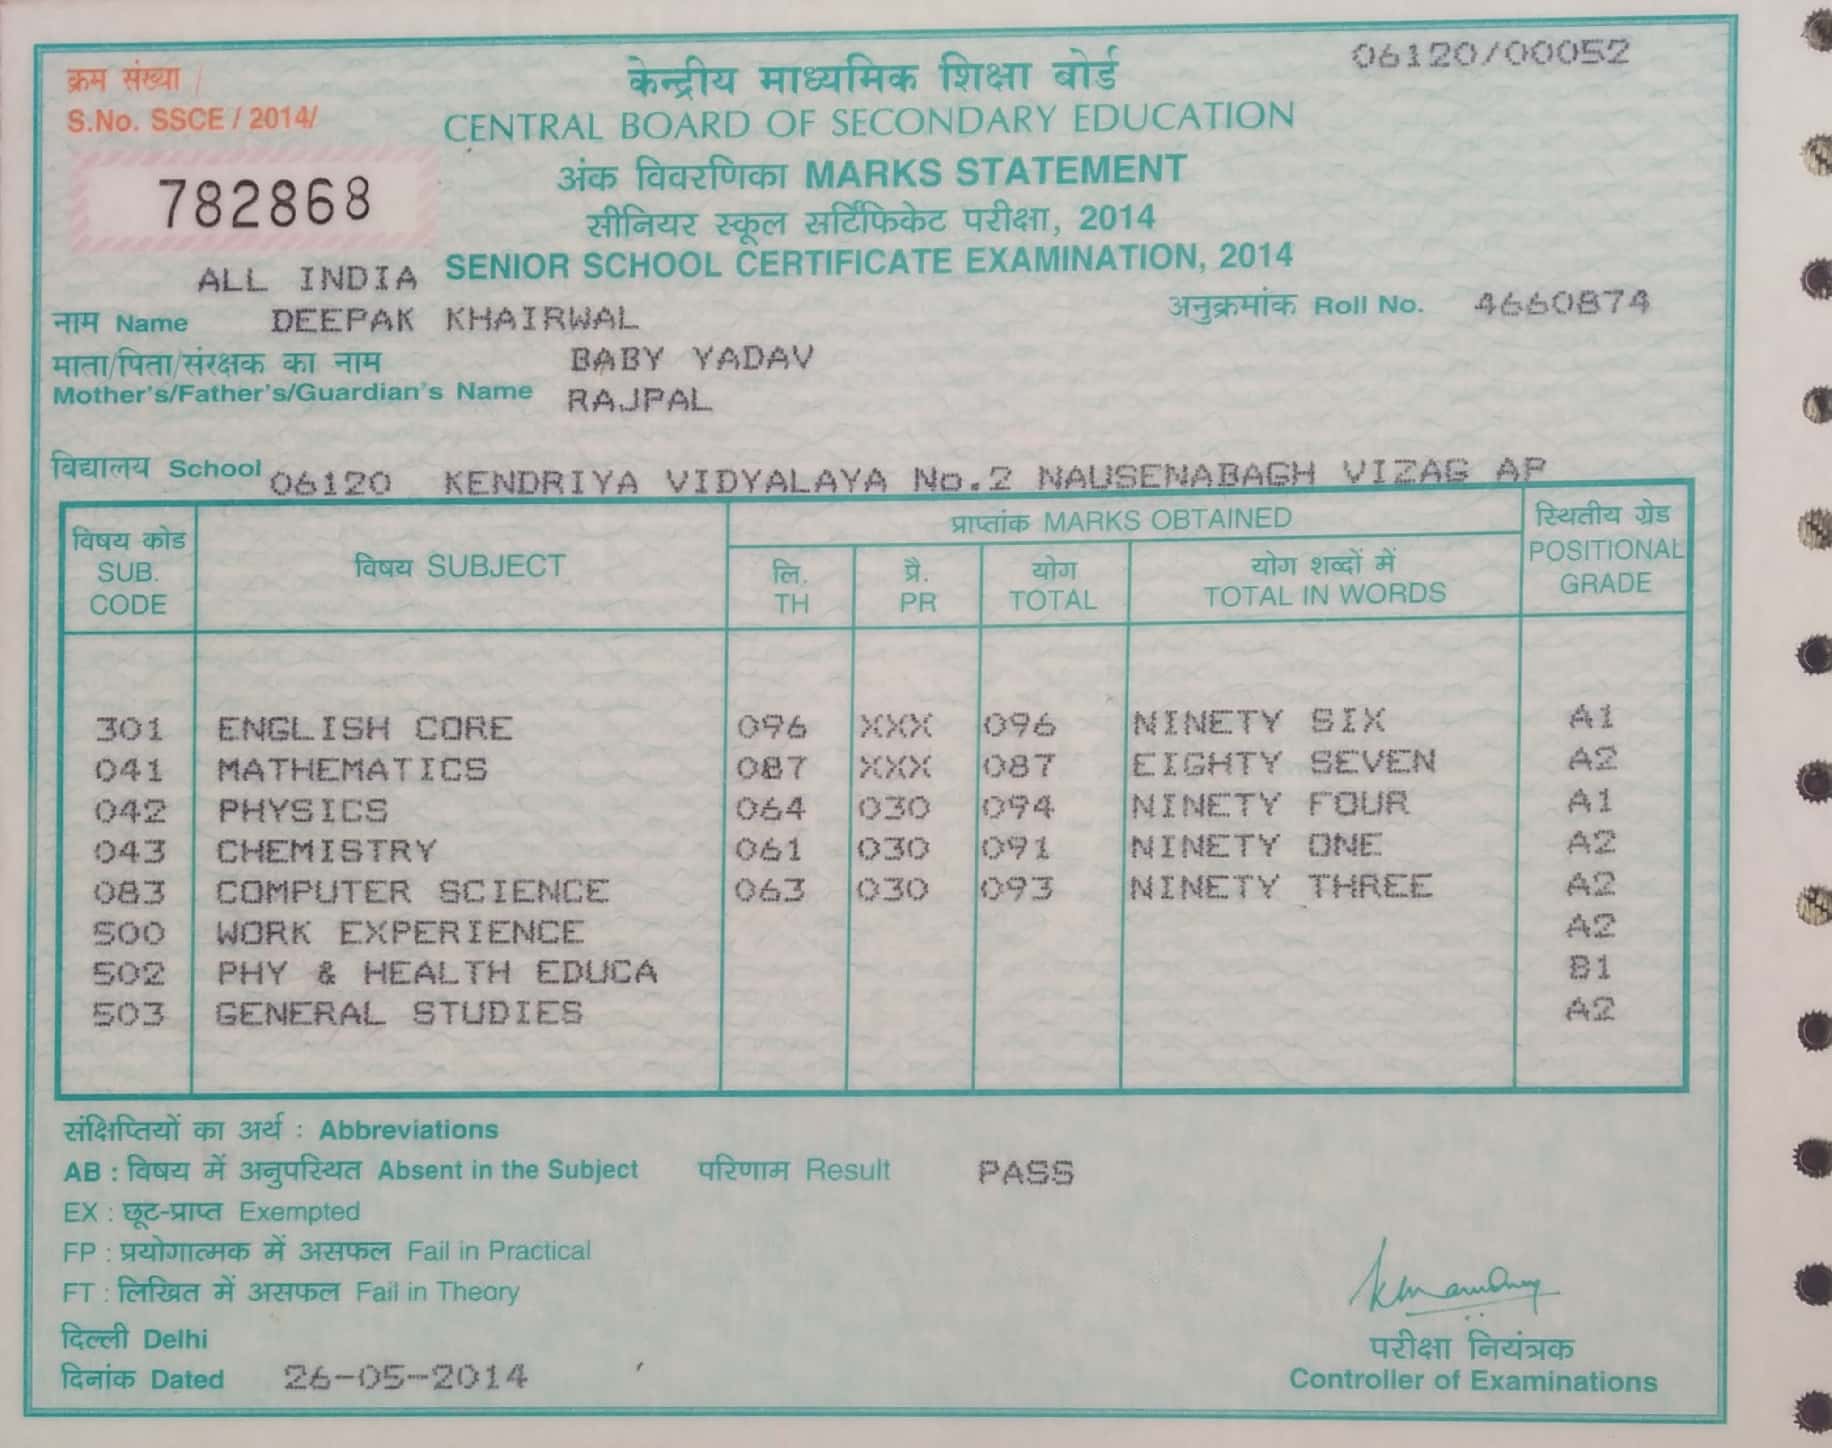 06120/00052
क्रम संख्या /
S.No. SSCE / 2014/
782868
केन्द्रीय माध्यमिक शिक्षा बोर्ड
CENTRAL BOARD OF SECONDARY EDUCATION
अंक विवरणिका MARKS STATEMENT
सीनियर स्कूल सर्टिफिकेट परीक्षा, 2014
ALL INDIA SENIOR SCHOOL CERTIFICATE EXAMINATION, 2014
नाम Name DEEPAK KHAIRWAL अनुक्रमांक Roll No. 4660874
माता/पिता/संरक्षक का नाम BABY YADAV
Mother's/Father's/Guardian's Name RAJPAL
विद्यालय School 06120 KENDRIYA VIDYALAYA No.2 NAUSENABAGH VIZAG AP
विषय कोड SUB. CODE विषय SUBJECT प्राप्तांक MARKS OBTAINED स्थितीय ग्रेड POSITIONAL GRADE
लि. TH प्रै. PR योग TOTAL योग शब्दों में TOTAL IN WORDS
301 ENGLISH CORE 096 XXX 096 NINETY SIX A1
041 MATHEMATICS 087 XXX 087 EIGHTY SEVEN A2
042 PHYSICS 064 030 094 NINETY FOUR A1
043 CHEMISTRY 061 030 091 NINETY ONE A2
083 COMPUTER SCIENCE 063 030 093 NINETY THREE A2
500 WORK EXPERIENCE A2
502 PHY & HEALTH EDUCA B1
503 GENERAL STUDIES A2
संक्षिप्तियों का अर्थ : Abbreviations
AB : विषय में अनुपस्थित Absent in the Subject परिणाम Result PASS
EX : छूट-प्राप्त Exempted
FP : प्रयोगात्मक में असफल Fail in Practical
FT : लिखित में असफल Fail in Theory
दिल्ली Delhi
दिनांक Dated 26-05-2014
परीक्षा नियंत्रक
Controller of Examinations